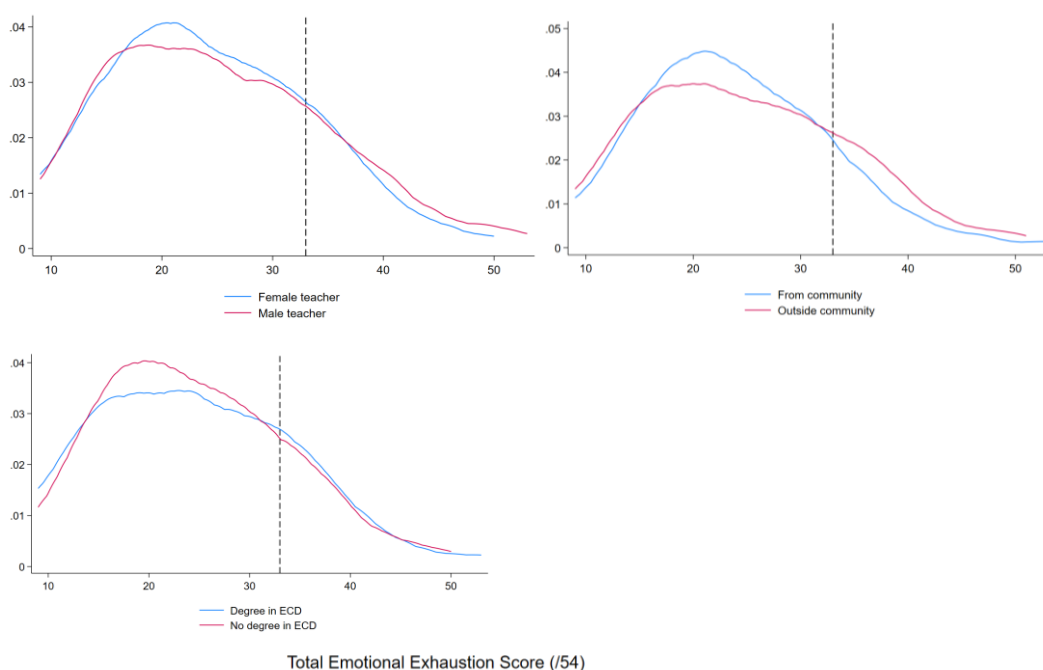 .04
.03
.02
.01
0
10 20 30 40 50
Female teacher
Male teacher
.05
.04
.03
.02
.01
0
10 20 30 40 50
From community
Outside community
.04
.03
.02
.01
0
10 20 30 40 50
Degree in ECD
No degree in ECD
Total Emotional Exhaustion Score (/54)